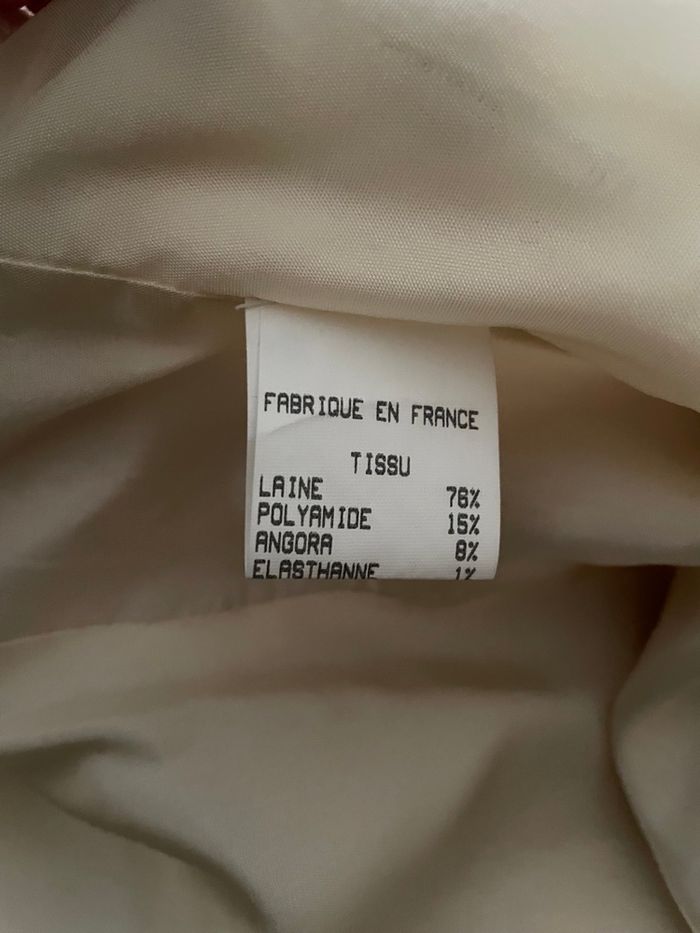 FABRIQUE EN FRANCE
TISSU
LAINE 76%
POLYAMIDE 15%
ANGORA 8%
ELASTHANNE 1%